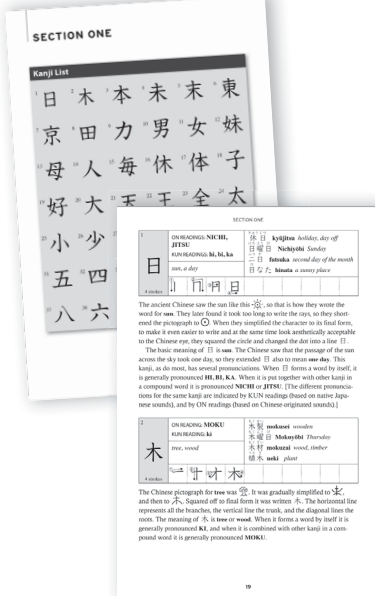 SECTION ONE
Kanji List
日 木 本 未 末 東
京 田 力 男 女 妹
母 人 毎 休 体 子
好 大 天 王 全 太
小 少
五 四
八 六
SECTION ONE
1
日
4 strokes
ON READINGS: NICHI,
JITSU
KUN READINGS: hi, bi, ka
sun, a day
休日 kyūjitsu holiday, day off
日曜日 Nichiyōbi Sunday
二日 futsuka second day of the month
日なた hinata a sunny place
The ancient Chinese saw the sun like this , so that is how they wrote the
word for sun. They later found it took too long to write the rays, so they short-
ened the pictograph to . When they simplified the character to its final form,
to make it even easier to write and at the same time look aesthetically acceptable
to the Chinese eye, they squared the circle and changed the dot into a line 日.
The basic meaning of 日 is sun. The Chinese saw that the passage of the sun
across the sky took one day, so they extended 日 also to mean one day. This
kanji, as do most, has several pronunciations. When 日 forms a word by itself, it
is generally pronounced HI, BI, KA. When it is put together with other kanji in
a compound word it is pronounced NICHI or JITSU. [The different pronuncia-
tions for the same kanji are indicated by KUN readings (based on native Japa-
nese sounds), and by ON readings (based on Chinese-originated sounds).]
2
木
4 strokes
ON READING: MOKU
KUN READING: ki
tree, wood
木製 mokusei wooden
木曜日 Mokuyōbi Thursday
木材 mokuzai wood, timber
植木 ueki plant
The Chinese pictograph for tree was . It was gradually simplified to ,
and then to . Squared off to final form it was written 木. The horizontal line
represents all the branches, the vertical line the trunk, and the diagonal lines the
roots. The meaning of 木 is tree or wood. When it forms a word by itself it is
generally pronounced KI, and when it is combined with other kanji in a com-
pound word it is generally pronounced MOKU.
19